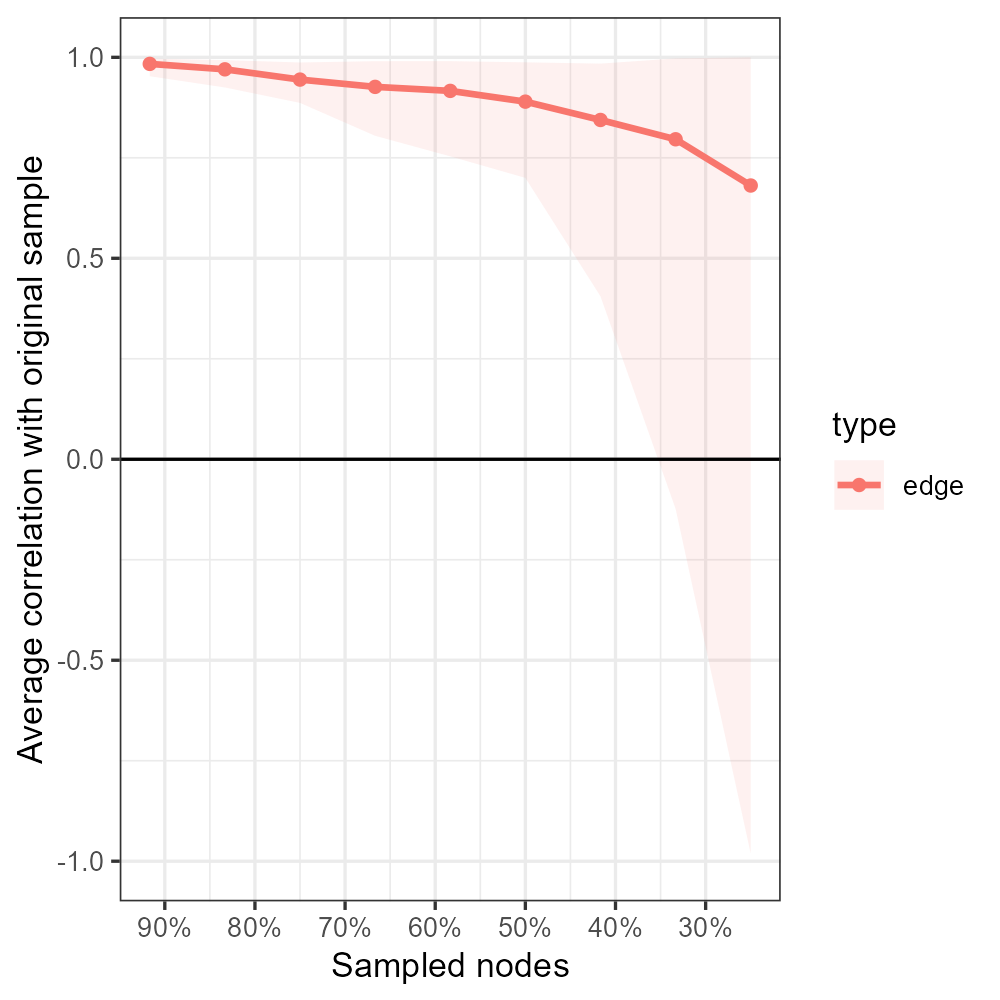 Average correlation with original sample
1.0
0.5
0.0
-0.5
-1.0
90% 80% 70% 60% 50% 40% 30%
Sampled nodes
type
edge